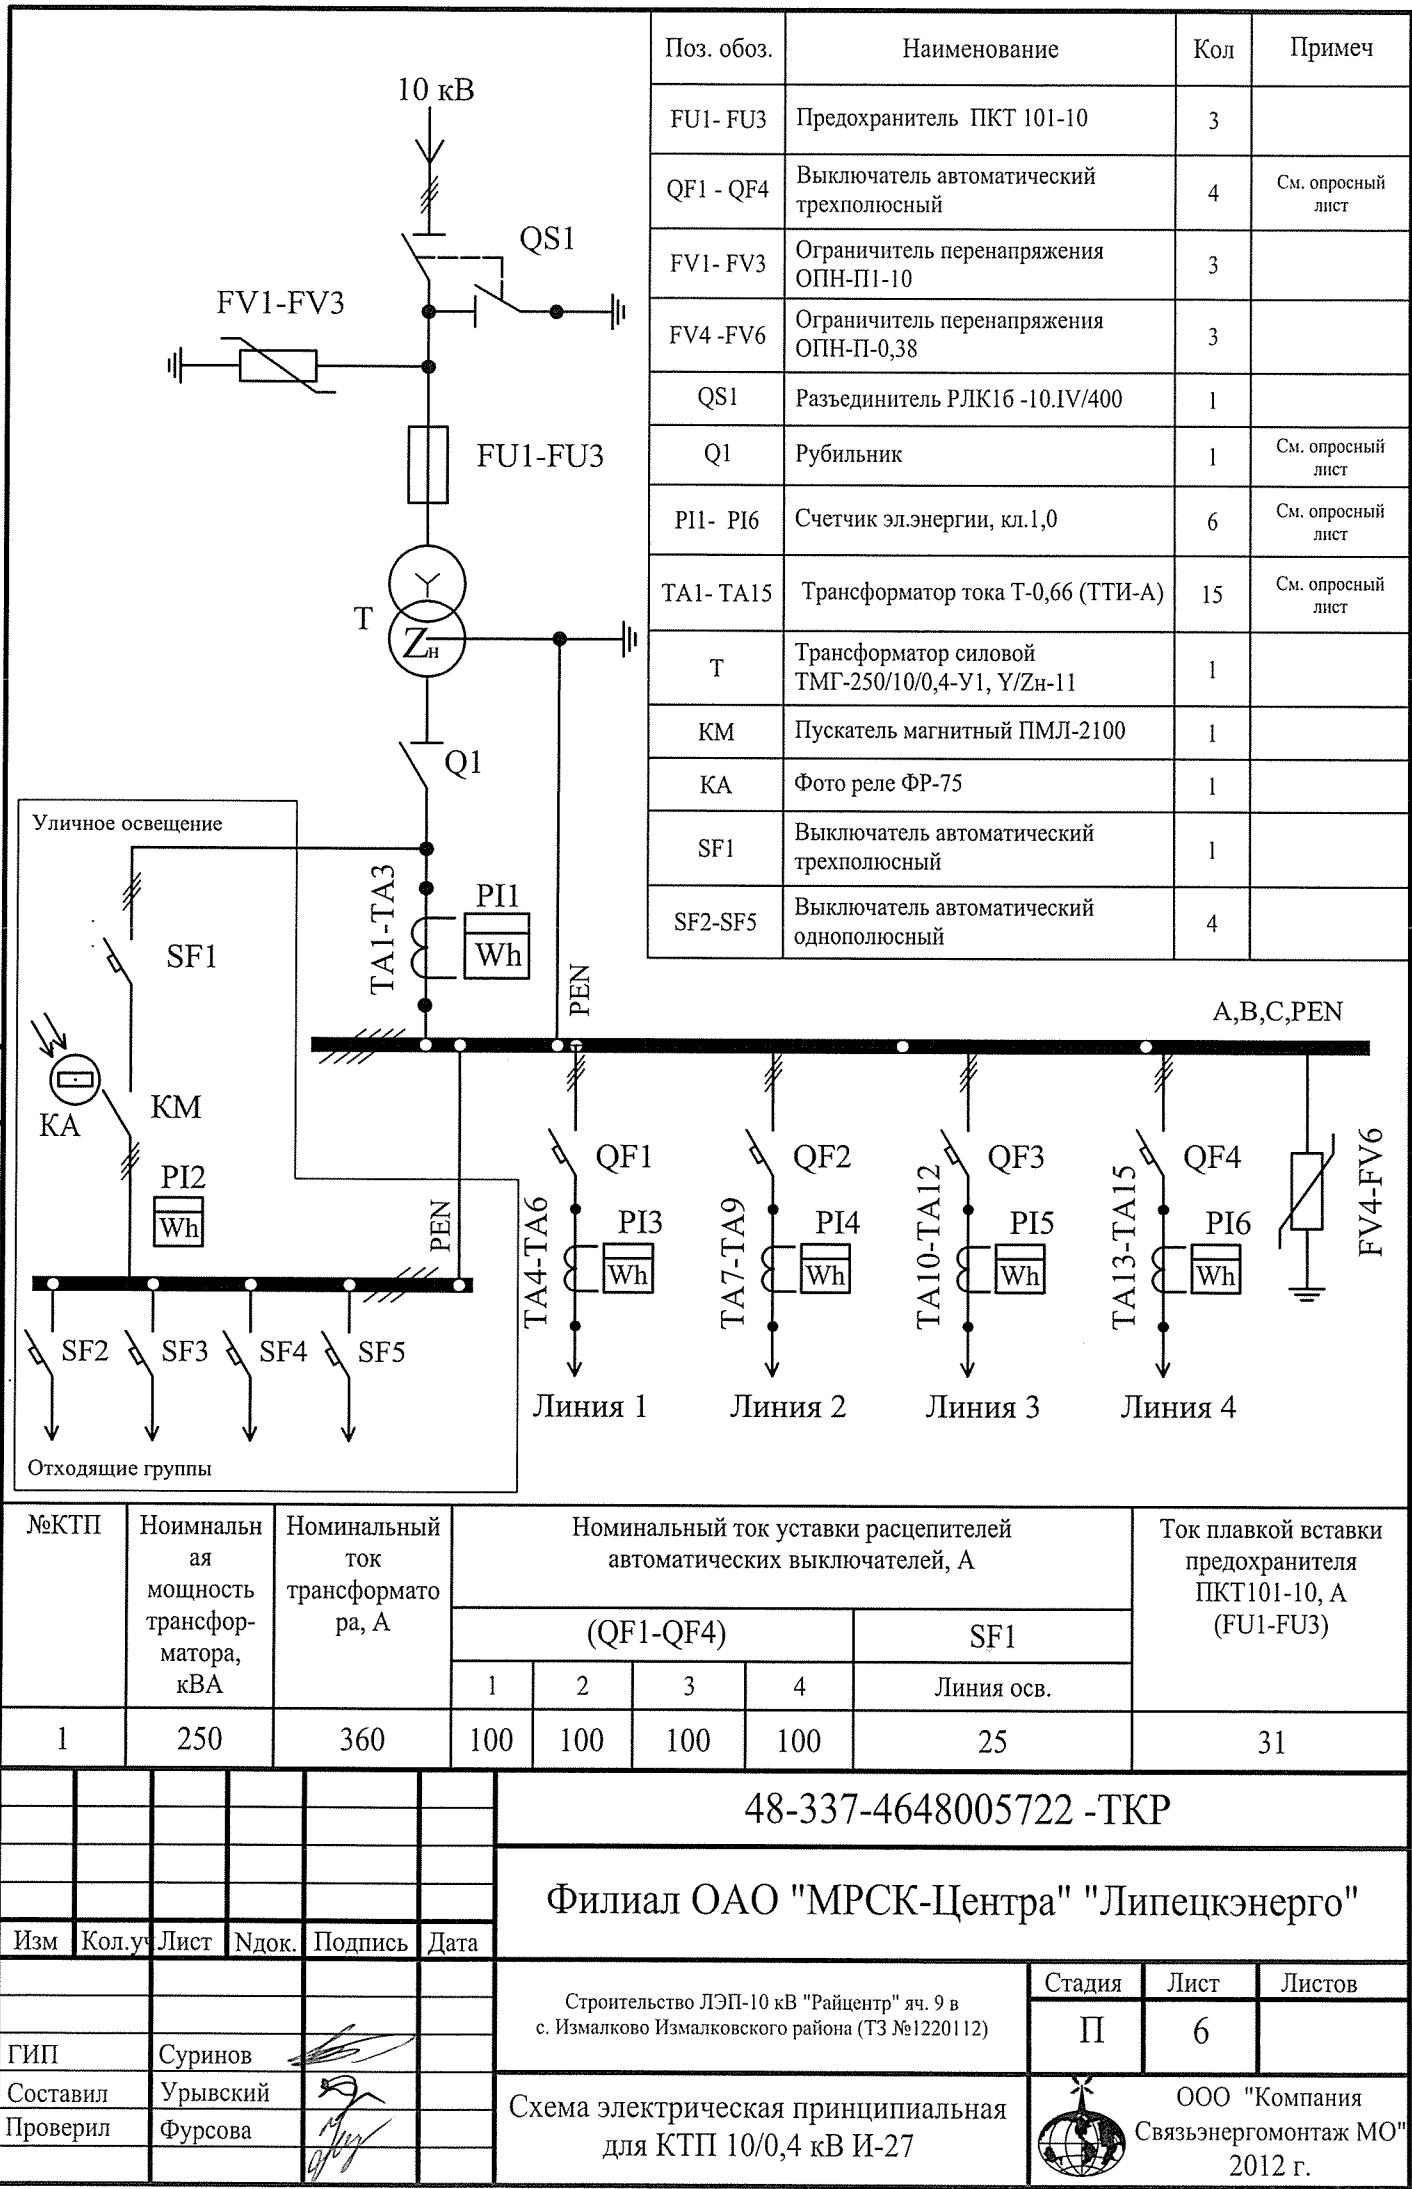 Поз. обоз.
Наименование
Кол
Примеч
FU1- FU3
Предохранитель ПКТ 101-10
3
QF1 - QF4
Выключатель автоматический
трехполюсный
4
См. опросный
лист
FV1- FV3
Ограничитель перенапряжения
ОПН-П1-10
3
FV4 -FV6
Ограничитель перенапряжения
ОПН-П-0,38
3
QS1
Разъединитель РЛК1б -10.IV/400
1
Q1
Рубильник
1
См. опросный
лист
PI1- PI6
Счетчик эл.энергии, кл.1,0
6
См. опросный
лист
TA1- TA15
Трансформатор тока Т-0,66 (ТТИ-А)
15
См. опросный
лист
Т
Трансформатор силовой
ТМГ-250/10/0,4-У1, Y/Zн-11
1
КМ
Пускатель магнитный ПМЛ-2100
1
КА
Фото реле ФР-75
1
SF1
Выключатель автоматический
трехполюсный
1
SF2-SF5
Выключатель автоматический
однополюсный
4
10 кВ
QS1
FV1-FV3
FU1-FU3
Y
T
Zн
Q1
Уличное освещение
TA1-TA3
PI1
Wh
SF1
PEN
A,B,C,PEN
KA
KM
PI2
Wh
PEN
QF1
QF2
QF3
QF4
FV4-FV6
TA4-TA6
PI3
Wh
TA7-TA9
PI4
Wh
TA10-TA12
PI5
Wh
TA13-TA15
PI6
Wh
SF2
SF3
SF4
SF5
Линия 1
Линия 2
Линия 3
Линия 4
Отходящие группы
№КТП
Ноимнальн
ая
мощность
трансфор-
матора,
кВА
Номинальный
ток
трансформато
ра, А
Номинальный ток уставки расцепителей
автоматических выключателей, А
Ток плавкой вставки
предохранителя
ПКТ101-10, А
(FU1-FU3)
(QF1-QF4)
SF1
1
2
3
4
Линия осв.
1
250
360
100
100
100
100
25
31
48-337-4648005722 -ТКР
Филиал ОАО "МРСК-Центра" "Липецкэнерго"
Изм
Кол.уч
Лист
Nдок.
Подпись
Дата
Строительство ЛЭП-10 кВ "Райцентр" яч. 9 в
с. Измалково Измалковского района (ТЗ №1220112)
Стадия
Лист
Листов
П
6
ГИП
Суринов
Составил
Урывский
Проверил
Фурсова
Схема электрическая принципиальная
для КТП 10/0,4 кВ И-27
ООО "Компания
Связьэнергомонтаж МО"
2012 г.